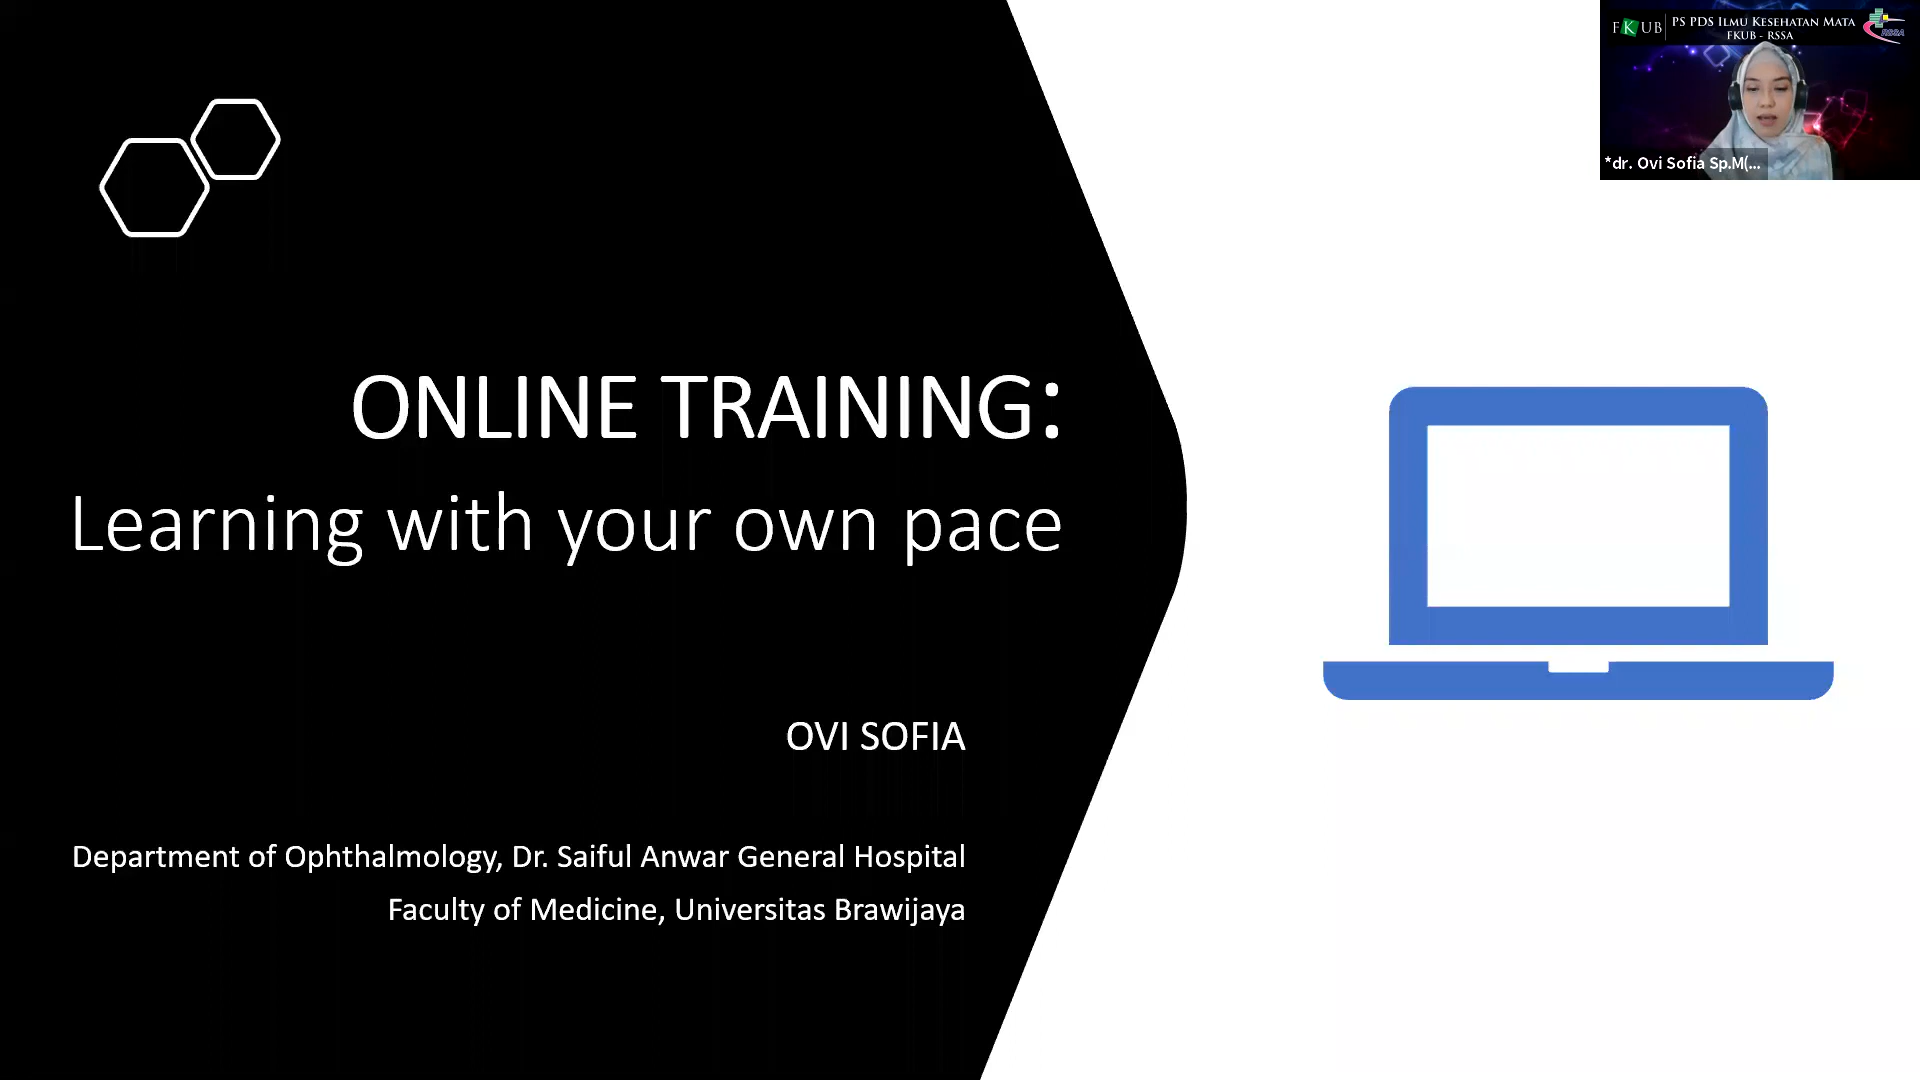 FKUB
PS PDS ILMU KESEHATAN MATA
FKUB - RSSA
RSSA
*dr. Ovi Sofia Sp.M(...
ONLINE TRAINING:
Learning with your own pace
OVI SOFIA
Department of Ophthalmology, Dr. Saiful Anwar General Hospital
Faculty of Medicine, Universitas Brawijaya